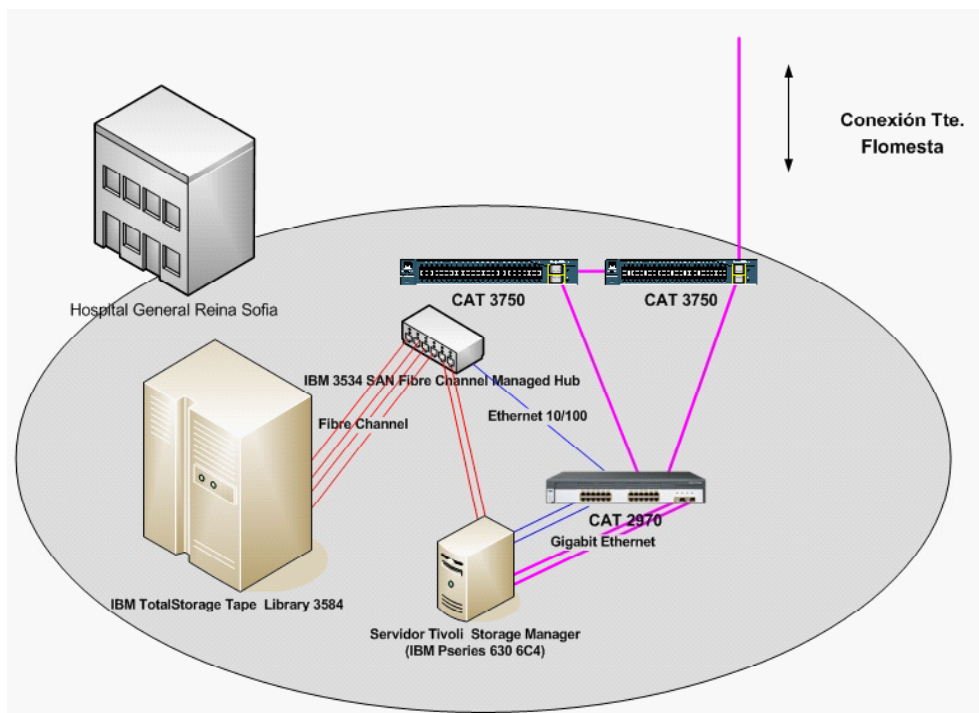 Conexión Tte.
Flomesta
Hospital General Reina Sofia
CAT 3750
CAT 3750
IBM 3534 SAN Fibre Channel Managed Hub
Fibre Channel
Ethernet 10/100
CAT 2970
Gigabit Ethernet
IBM TotalStorage Tape Library 3584
Servidor Tivoli Storage Manager
(IBM Pseries 630 6C4)